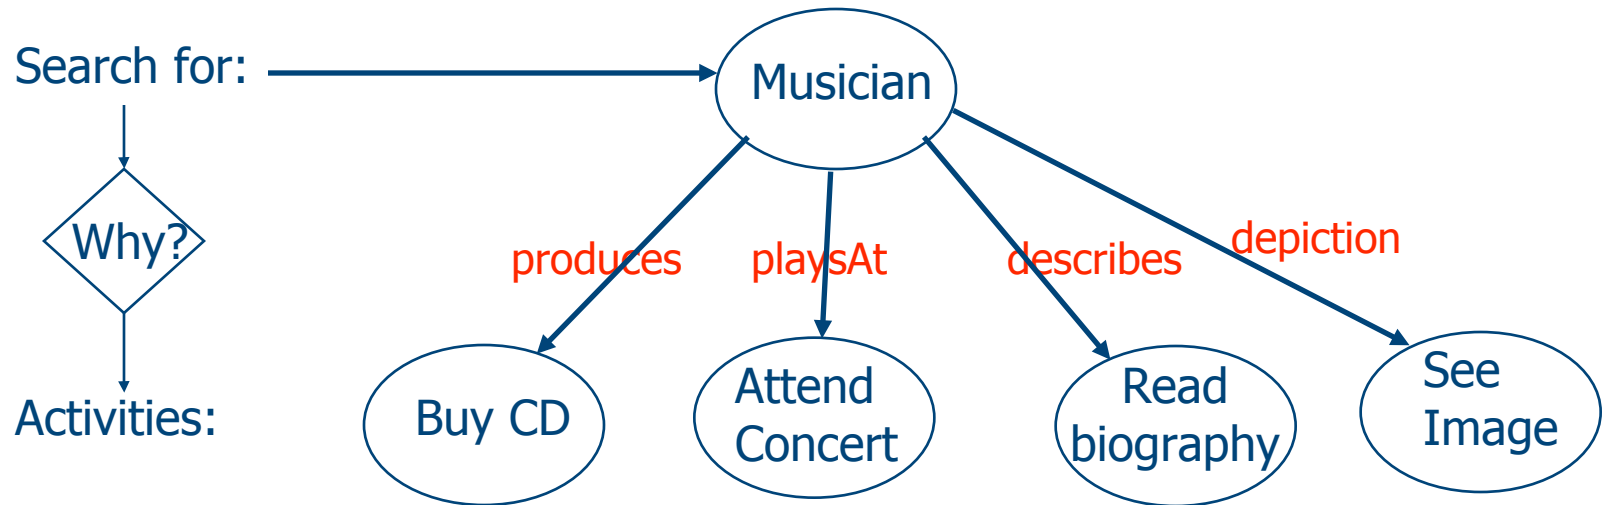 Search for:
Musician
Why?
produces
playsAt
describes
depiction
Activities:
Buy CD
Attend
Concert
Read
biography
See
Image